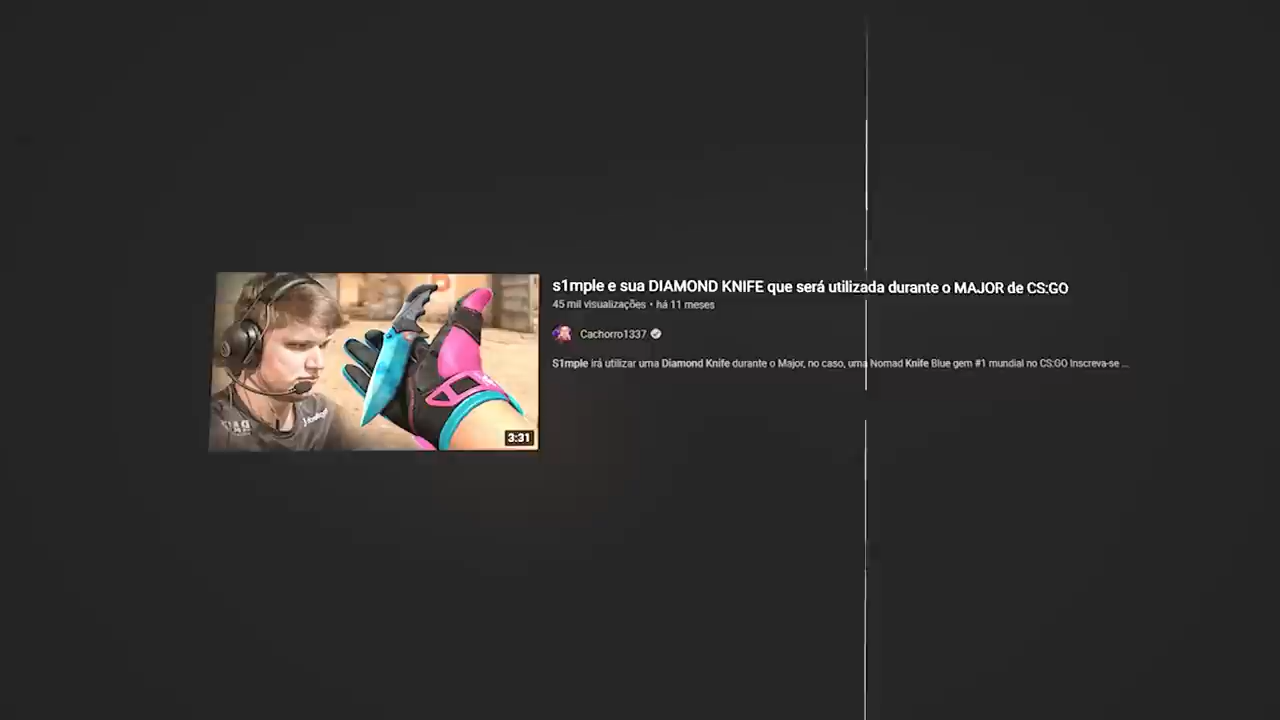 s1mple e sua DIAMOND KNIFE que será utilizada durante o MAJOR de CS:GO
45 mil visualizações • há 11 meses
Cachorro1337
S1mple irá utilizar uma Diamond Knife durante o Major, no caso, uma Nomad Knife Blue gem #1 mundial no CS:GO Inscreva-se ...
3:31